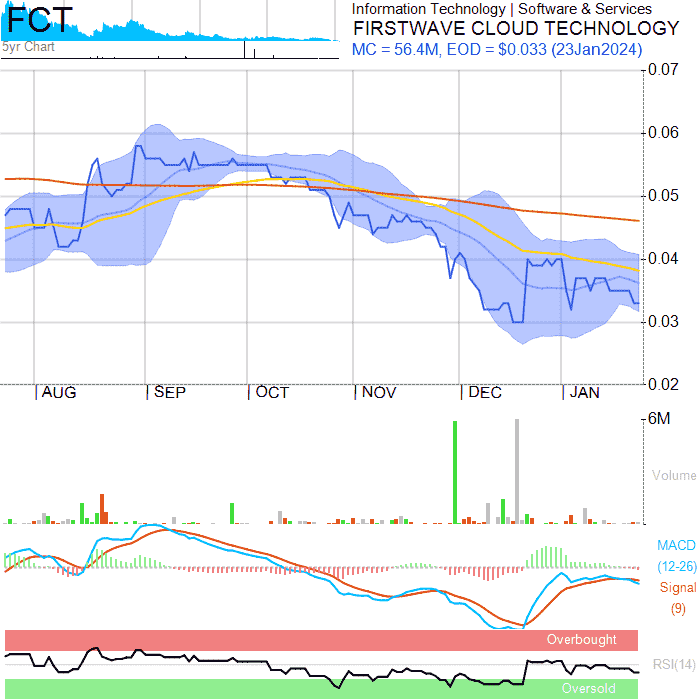 FCT
Information Technology | Software & Services
FIRSTWAVE CLOUD TECHNOLOGY
5yr Chart
MC = 56.4M, EOD = $0.033 (23Jan2024)
0.07
0.06
0.05
0.04
0.03
0.02
AUG SEP OCT NOV DEC JAN
6M
Volume
MACD
(12-26)
Signal
(9)
Overbought
RSI(14)
Oversold